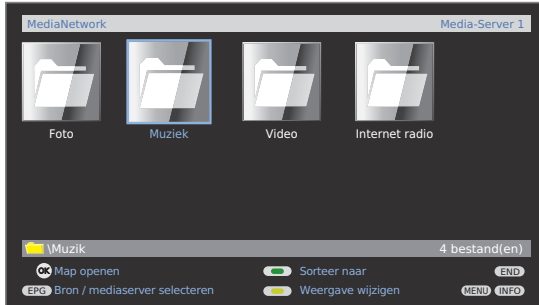 MediaNetwork Media-Server 1
Foto Muziek Video Internet radio
\Muzik 4 bestand(en)
OK Map openen Sorteer naar END
EPG Bron / mediaserver selecteren Weergave wijzigen MENU INFO